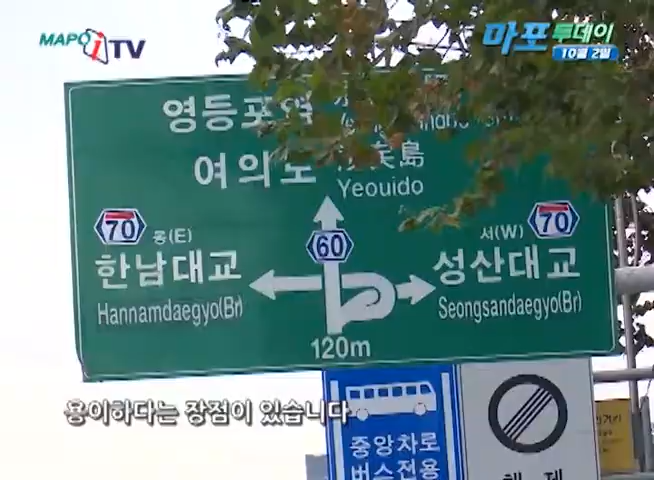 MAPO i TV
마포 투데이
10월 2일
영등포역
여의도
Yeouido
70
동(E)
60
서(W)
70
한남대교
성산대교
Hannamdaegyo(Br)
Seongsandaegyo(Br)
120m
용이하다는 장점이 있습니다
중앙차로
버스전용
해 제